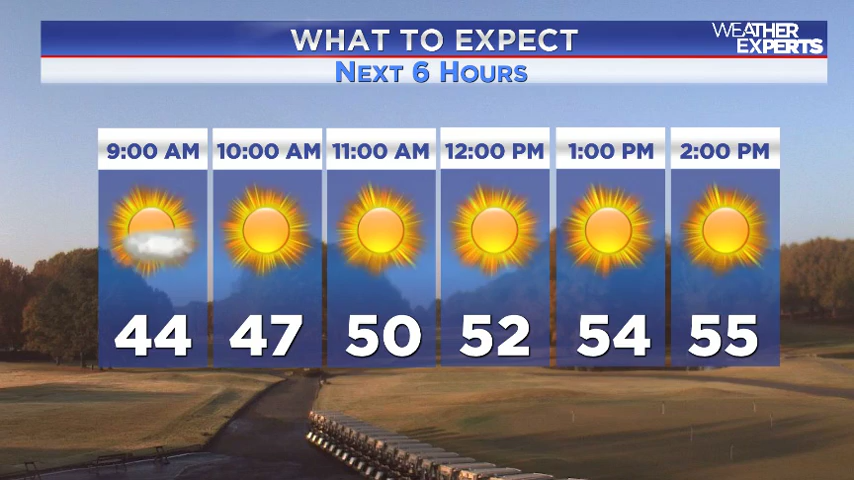 WHAT TO EXPECT
WEATHER
EXPERTS
NEXT 6 HOURS
9:00 AM 10:00 AM 11:00 AM 12:00 PM 1:00 PM 2:00 PM
44 47 50 52 54 55